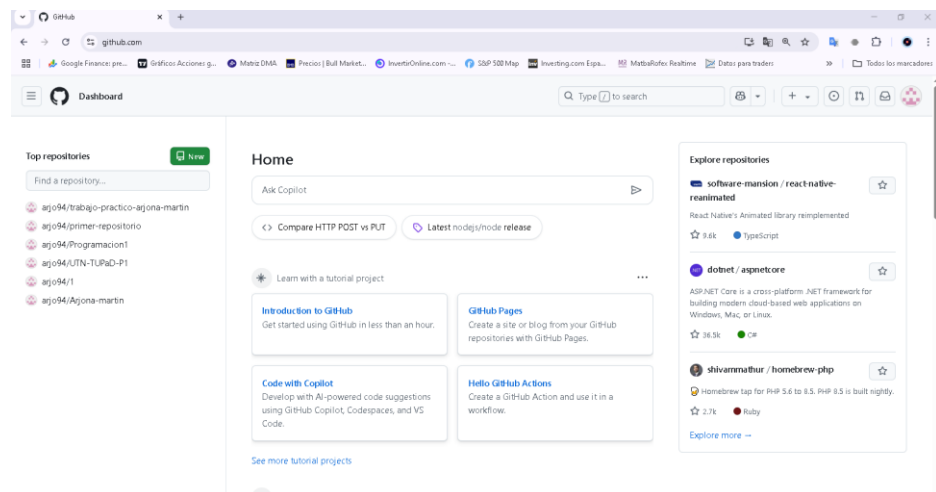 GitHub
github.com
Google Finance: pre... Gráficos Acciones g... Matriz DMA Precios | Bull Market... InvertirOnline.com -... S&P 500 Map Investing.com Espa... MatbaRofex Realtime Datos para traders » Todos los marcadores
Dashboard
Type / to search
Top repositories
New
Find a repository...
arjo94/trabajo-practico-arjona-martin
arjo94/primer-repositorio
arjo94/Programacion1
arjo94/UTN-TUPaD-P1
arjo94/1
arjo94/Arjona-martin
Home
Ask Copilot
Compare HTTP POST vs PUT
Latest nodejs/node release
Learn with a tutorial project
Introduction to GitHub
Get started using GitHub in less than an hour.
GitHub Pages
Create a site or blog from your GitHub
repositories with GitHub Pages.
Code with Copilot
Develop with AI-powered code suggestions
using GitHub Copilot, Codespaces, and VS
Code.
Hello GitHub Actions
Create a GitHub Action and use it in a
workflow.
See more tutorial projects
Explore repositories
software-mansion / react-native-
reanimated
React Native's Animated library reimplemented
9.6k TypeScript
dotnet / aspnetcore
ASP.NET Core is a cross-platform .NET framework for
building modern cloud-based web applications on
Windows, Mac, or Linux.
36.5k C#
shivammathur / homebrew-php
Homebrew tap for PHP 5.6 to 8.5. PHP 8.5 is built nightly.
2.7k Ruby
Explore more →